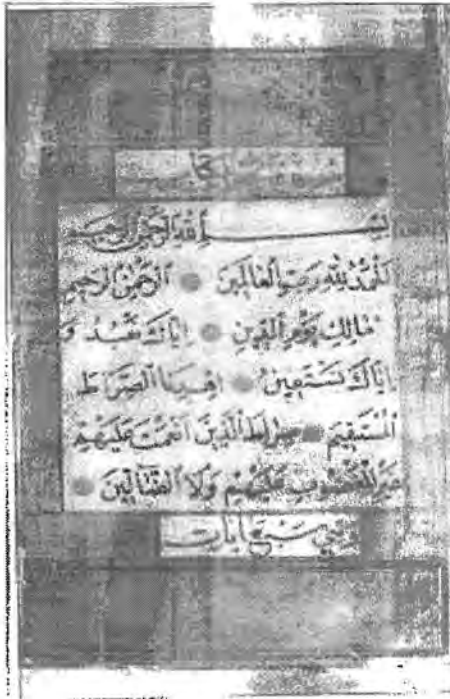 بسم الله الرحمن الرحيم
الحمد لله رب العالمين الرحمن الرحيم
مالك يوم الدين اياك نعبد و
اياك نستعين اهدنا الصراط
المستقيم صراط الذين انعمت عليهم
غير المغضوب عليهم ولا الضالين
وهي سبع ايات